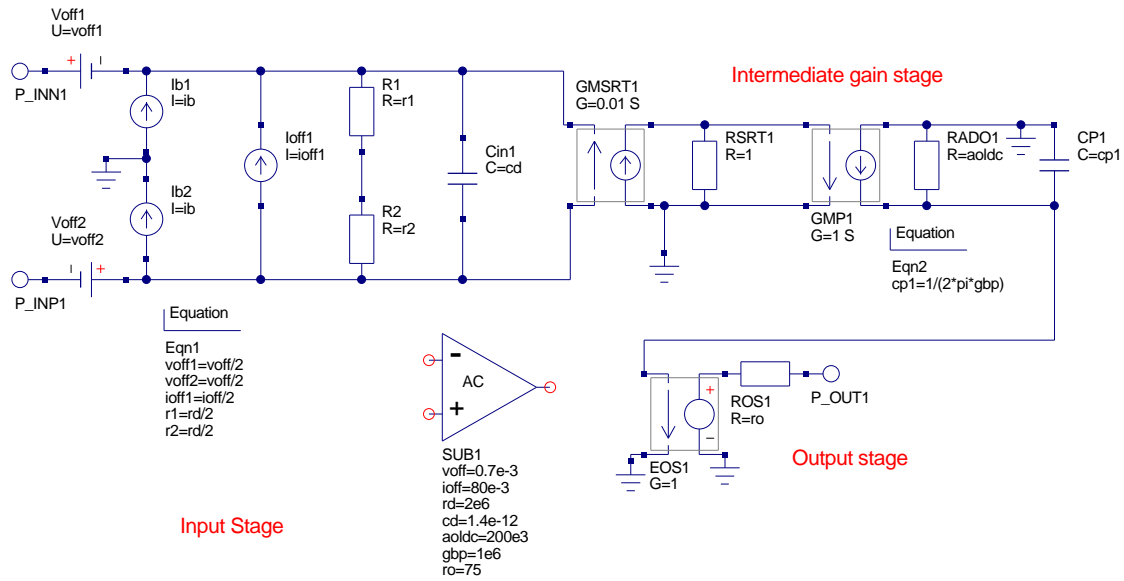 Voff1
U=voff1
P_INN1
Ib1
I=ib
Ioff1
I=ioff1
R1
R=r1
Cin1
C=cd
GMSRT1
G=0.01 S
Intermediate gain stage
RSRT1
R=1
RADO1
R=aoldc
CP1
C=cp1
Voff2
U=voff2
P_INP1
Ib2
I=ib
R2
R=r2
GMP1
G=1 S
Equation
Eqn2
cp1=1/(2*pi*gbp)
Equation
Eqn1
voff1=voff/2
voff2=voff/2
ioff1=ioff/2
r1=rd/2
r2=rd/2
AC
SUB1
voff=0.7e-3
ioff=80e-3
rd=2e6
cd=1.4e-12
aoldc=200e3
gbp=1e6
ro=75
ROS1
R=ro
P_OUT1
EOS1
G=1
Output stage
Input Stage